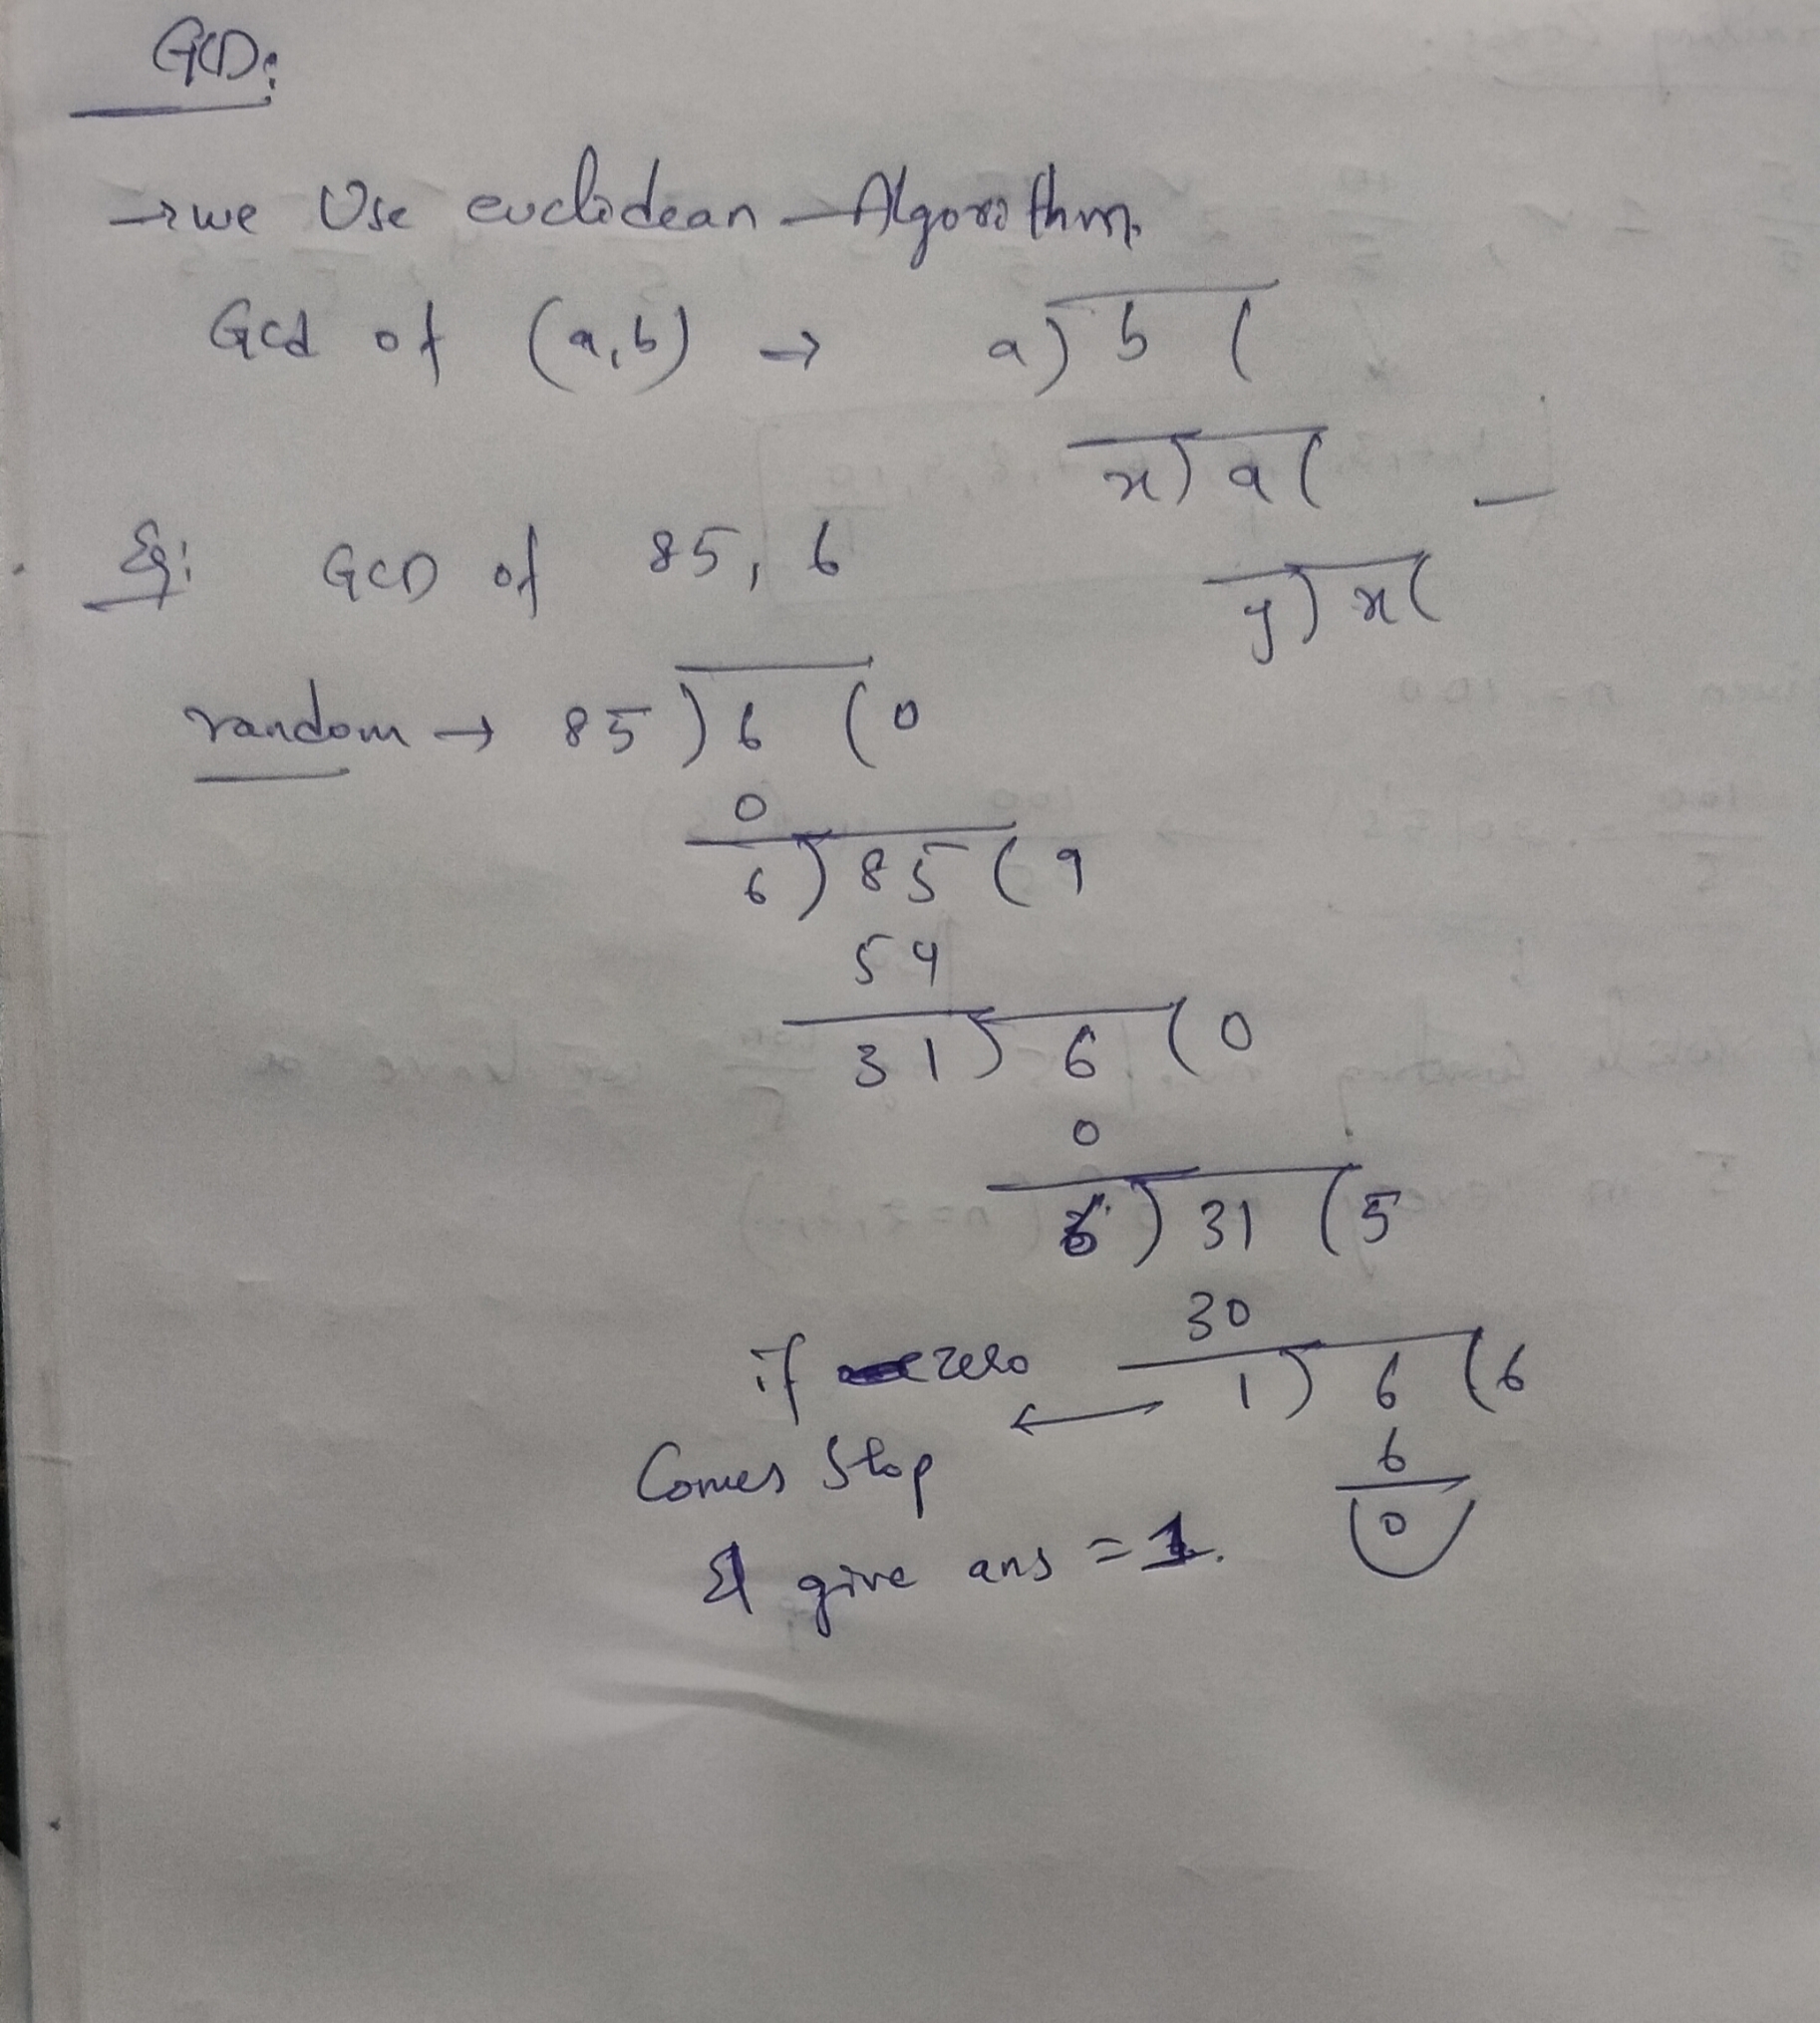 GCD:
→ we Use euclidean Algorithm.
Gcd of (a,b) → a) b (
x) a (
Eg: GCD of 85, 6
y) x (
random → 85) 6 (0
0
6) 85 (9
54
31) 6 (0
0
6) 31 (5
30
if zero 1) 6 (6
Comes Stop 6
& give ans = 1. 0